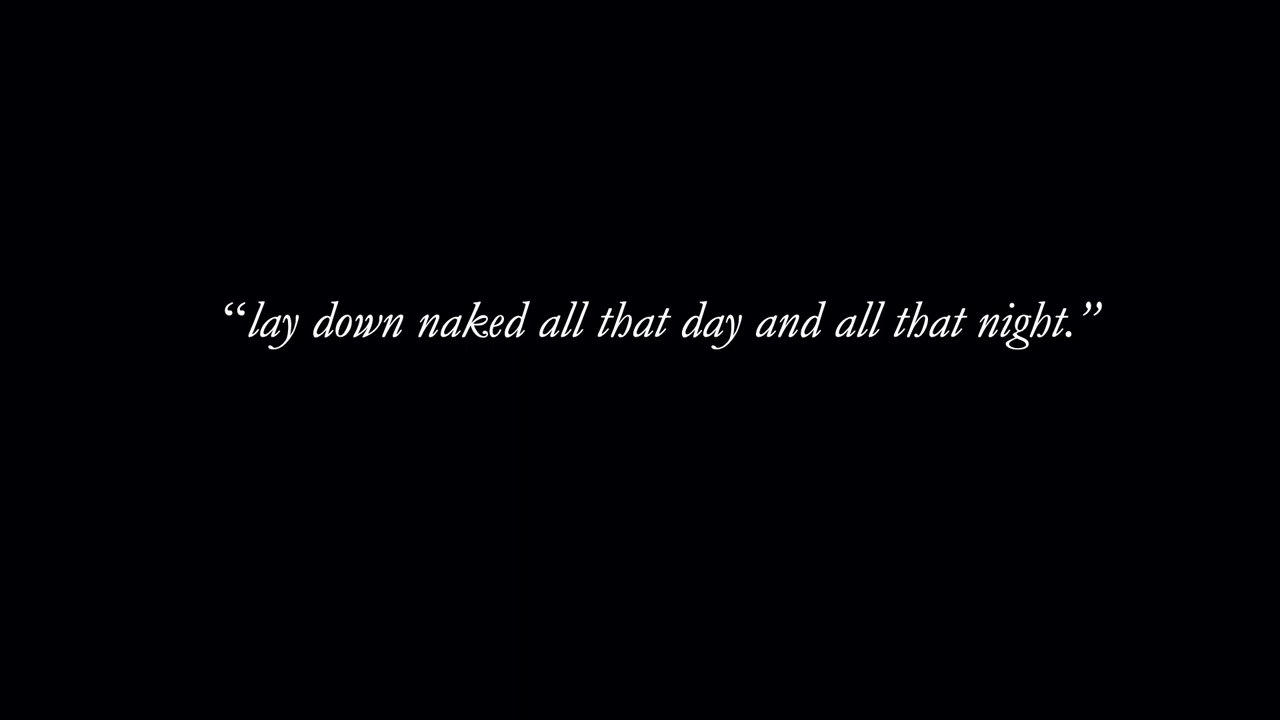 “lay down naked all that day and all that night.”